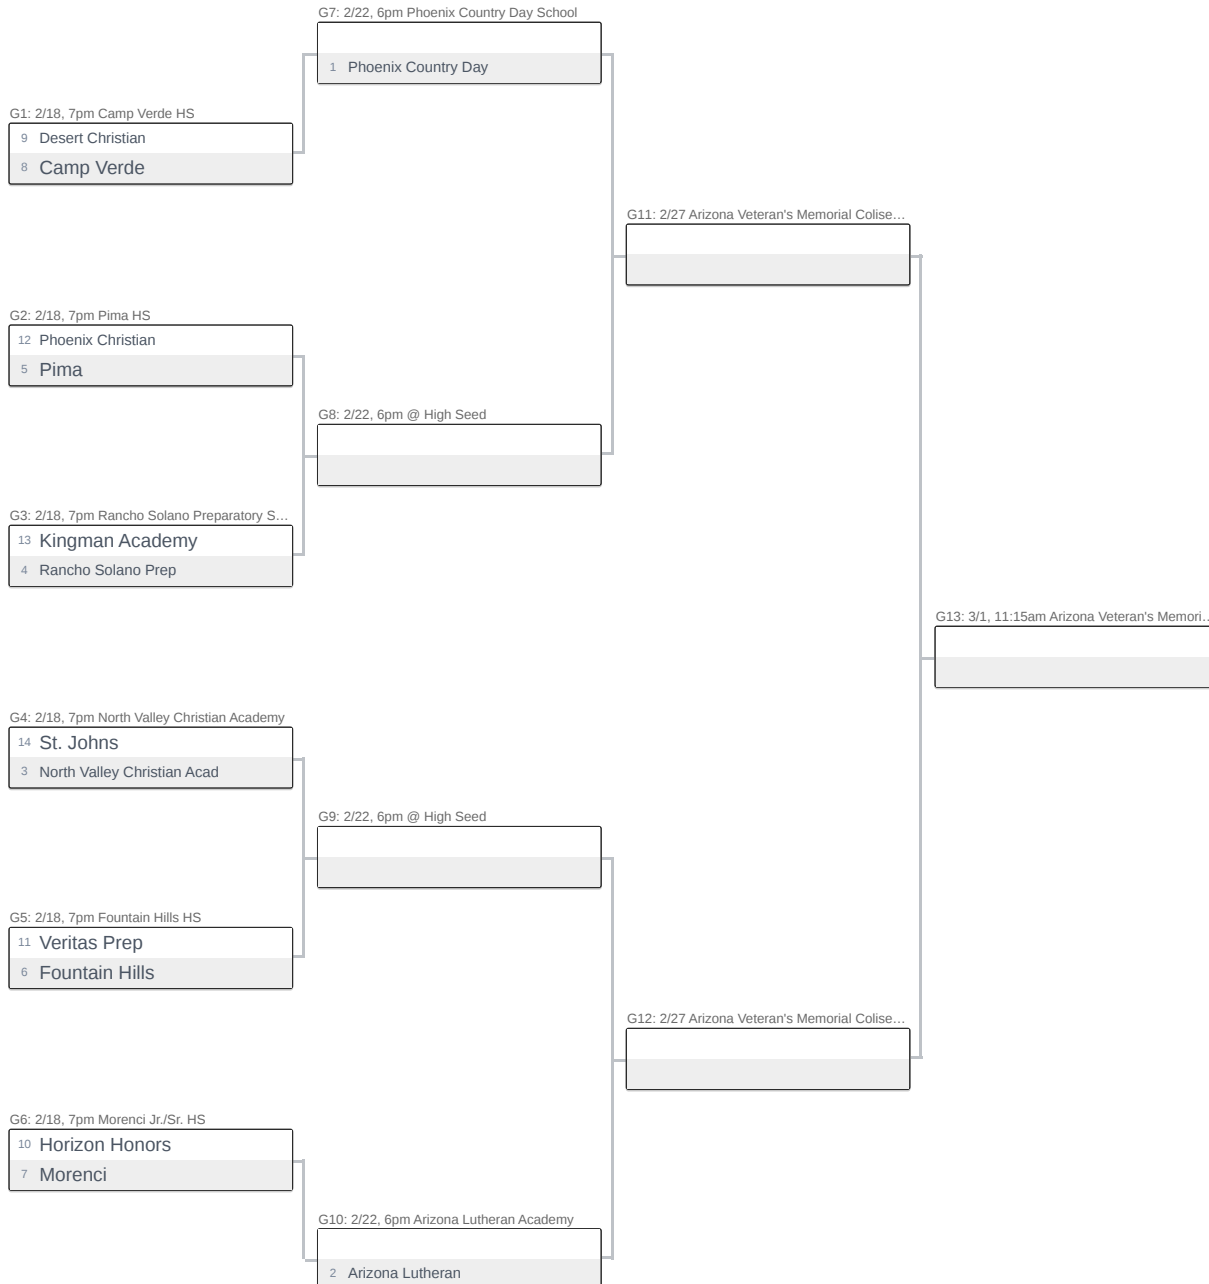 G7: 2/22, 6pm Phoenix Country Day School
1 Phoenix Country Day
G1: 2/18, 7pm Camp Verde HS
9 Desert Christian
8 Camp Verde
G11: 2/27 Arizona Veteran's Memorial Colise…
G2: 2/18, 7pm Pima HS
12 Phoenix Christian
5 Pima
G8: 2/22, 6pm @ High Seed
G3: 2/18, 7pm Rancho Solano Preparatory S…
13 Kingman Academy
4 Rancho Solano Prep
G13: 3/1, 11:15am Arizona Veteran's Memori…
G4: 2/18, 7pm North Valley Christian Academy
14 St. Johns
3 North Valley Christian Acad
G9: 2/22, 6pm @ High Seed
G5: 2/18, 7pm Fountain Hills HS
11 Veritas Prep
6 Fountain Hills
G12: 2/27 Arizona Veteran's Memorial Colise…
G6: 2/18, 7pm Morenci Jr./Sr. HS
10 Horizon Honors
7 Morenci
G10: 2/22, 6pm Arizona Lutheran Academy
2 Arizona Lutheran